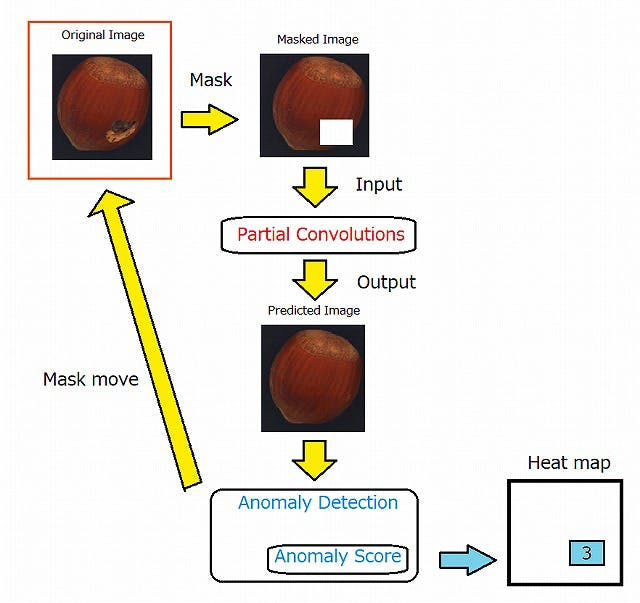 Original Image
Masked Image
Mask
Input
Partial Convolutions
Output
Predicted Image
Mask move
Heat map
Anomaly Detection
Anomaly Score
3